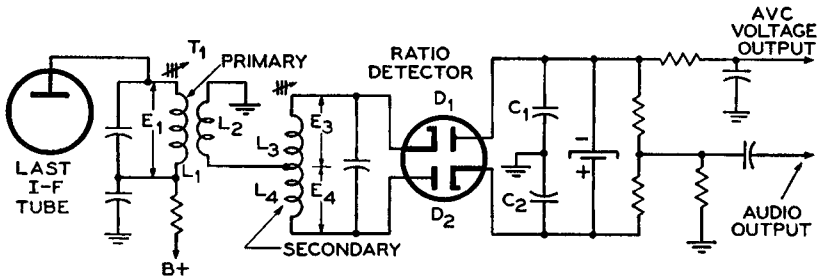 AVC
VOLTAGE
OUTPUT
T1
PRIMARY
RATIO
DETECTOR
E1
L2
L1
LAST
I-F
TUBE
B+
E3
L3
E4
L4
SECONDARY
D1
D2
C1
C2
-
+
AUDIO
OUTPUT